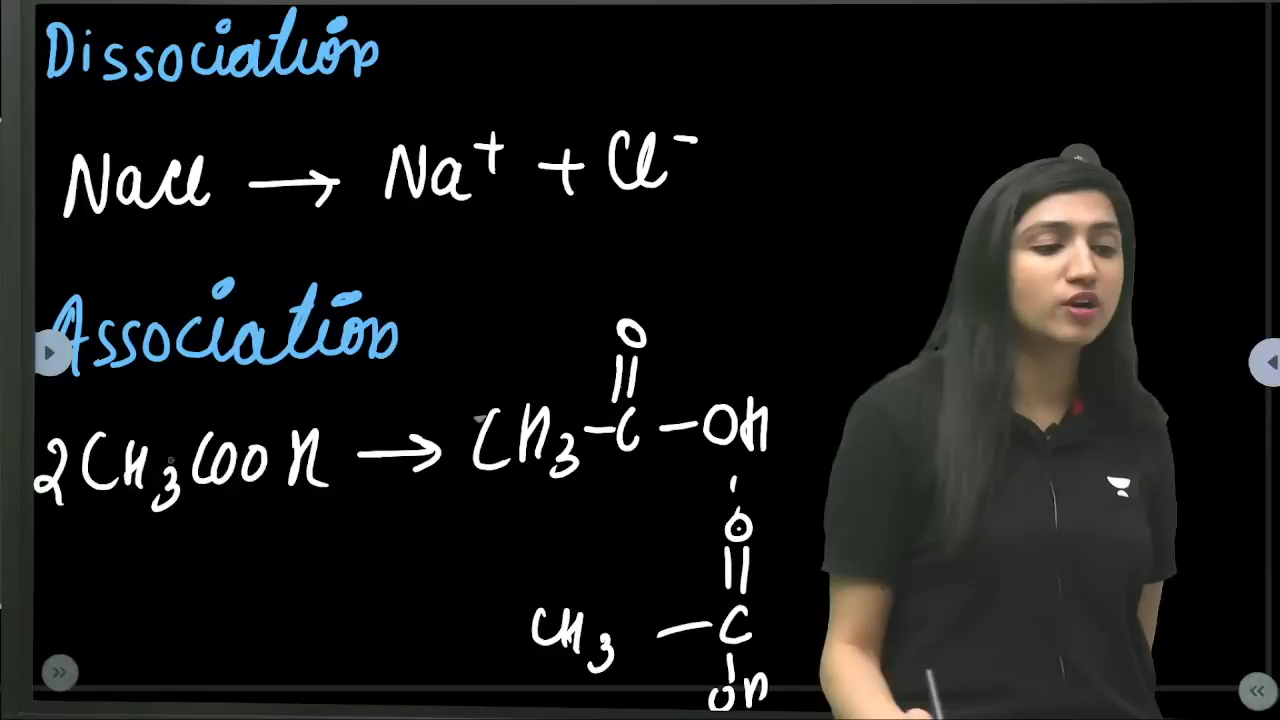 Dissociation
NaCl → Na⁺ + Cl⁻
Association
O
||
2CH₃COOH → CH₃–C–OH
O
||
CH₃ –C
OH